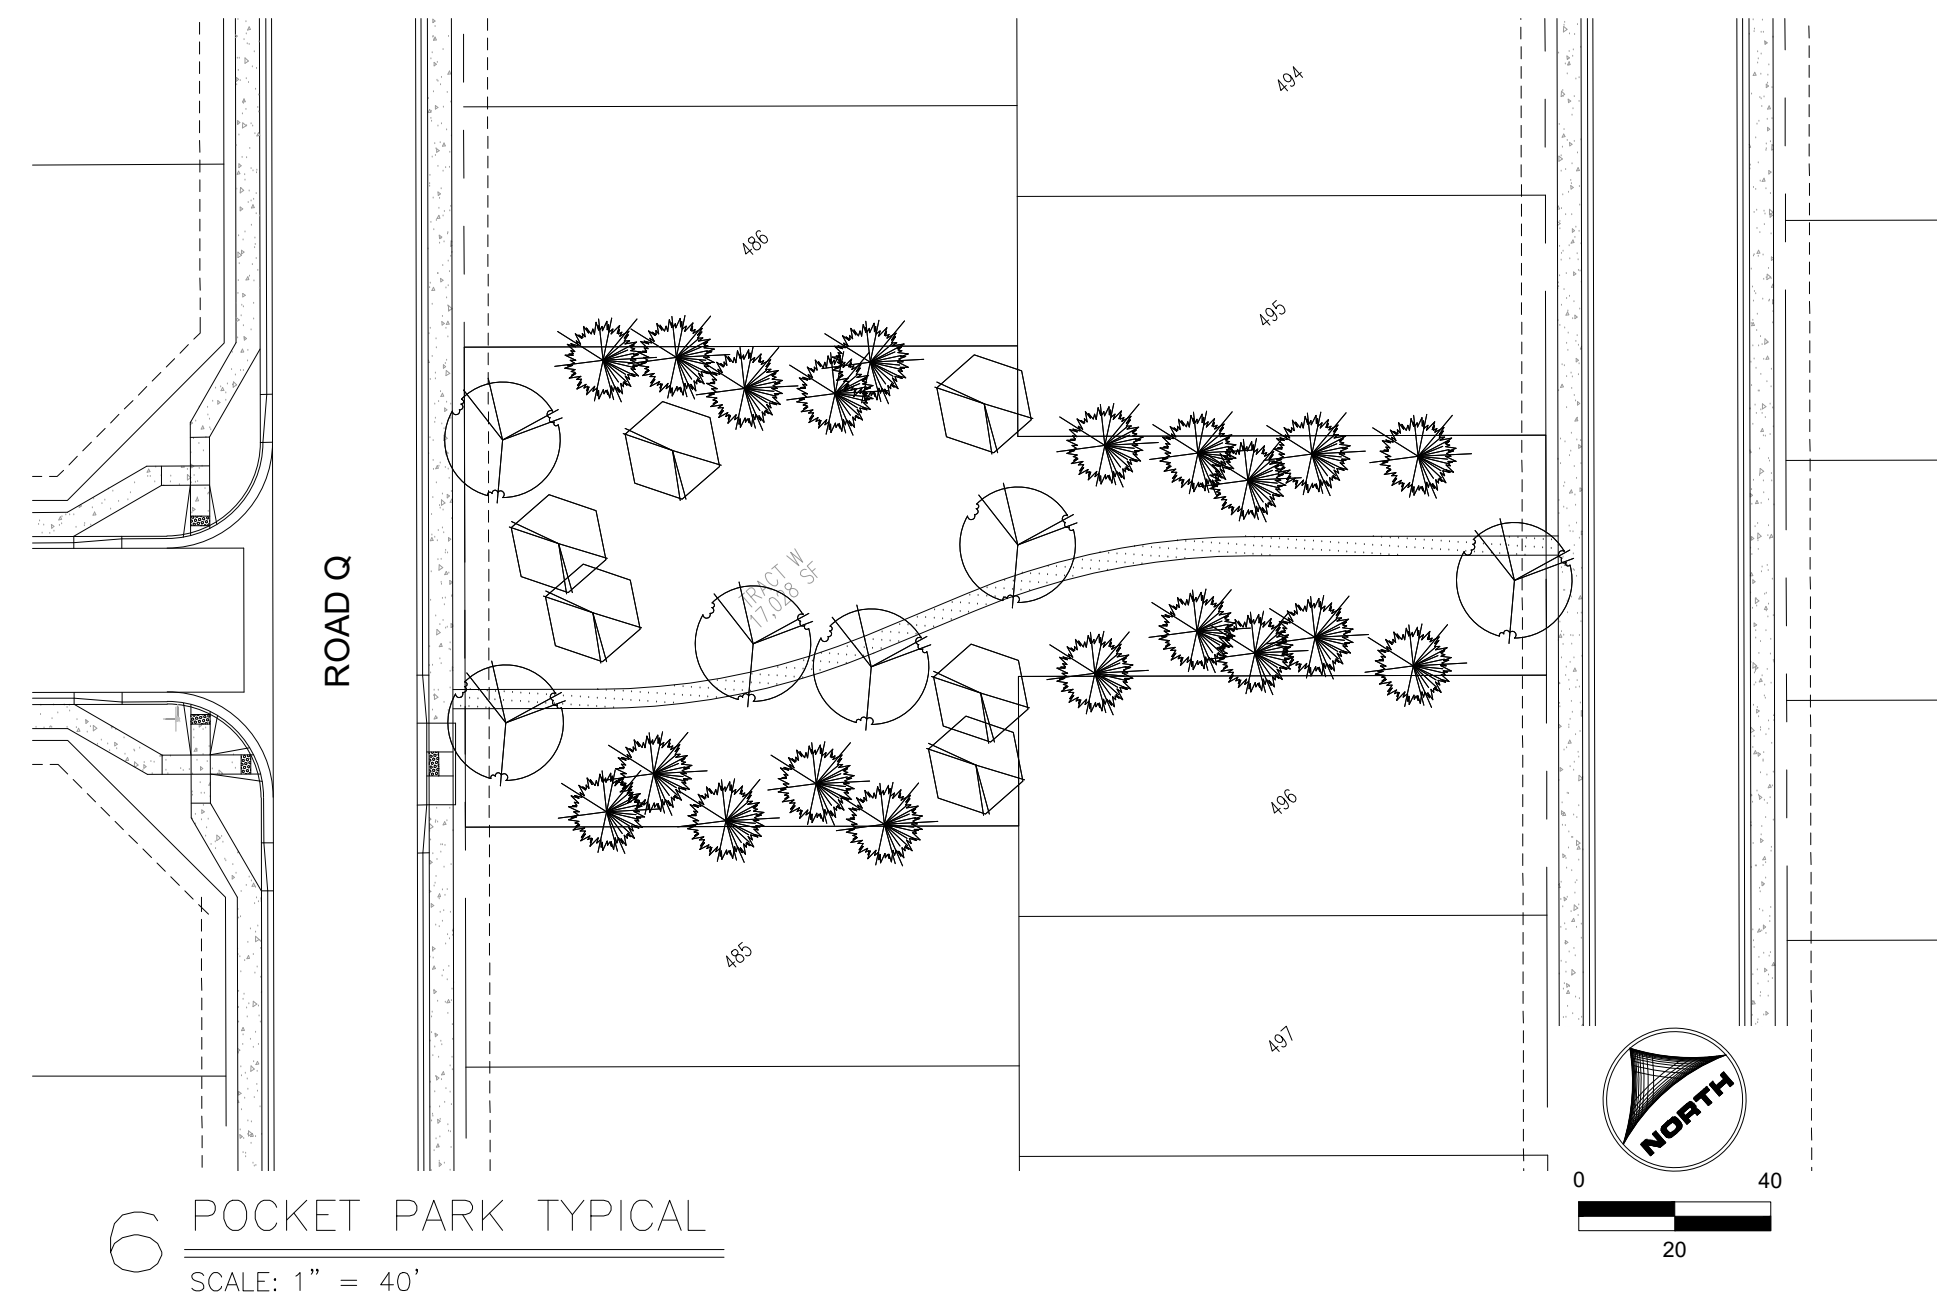 494
486
495
TRACT W
17,028 SF
ROAD Q
496
485
497
NORTH
0 40
20
6 POCKET PARK TYPICAL
SCALE: 1" = 40'